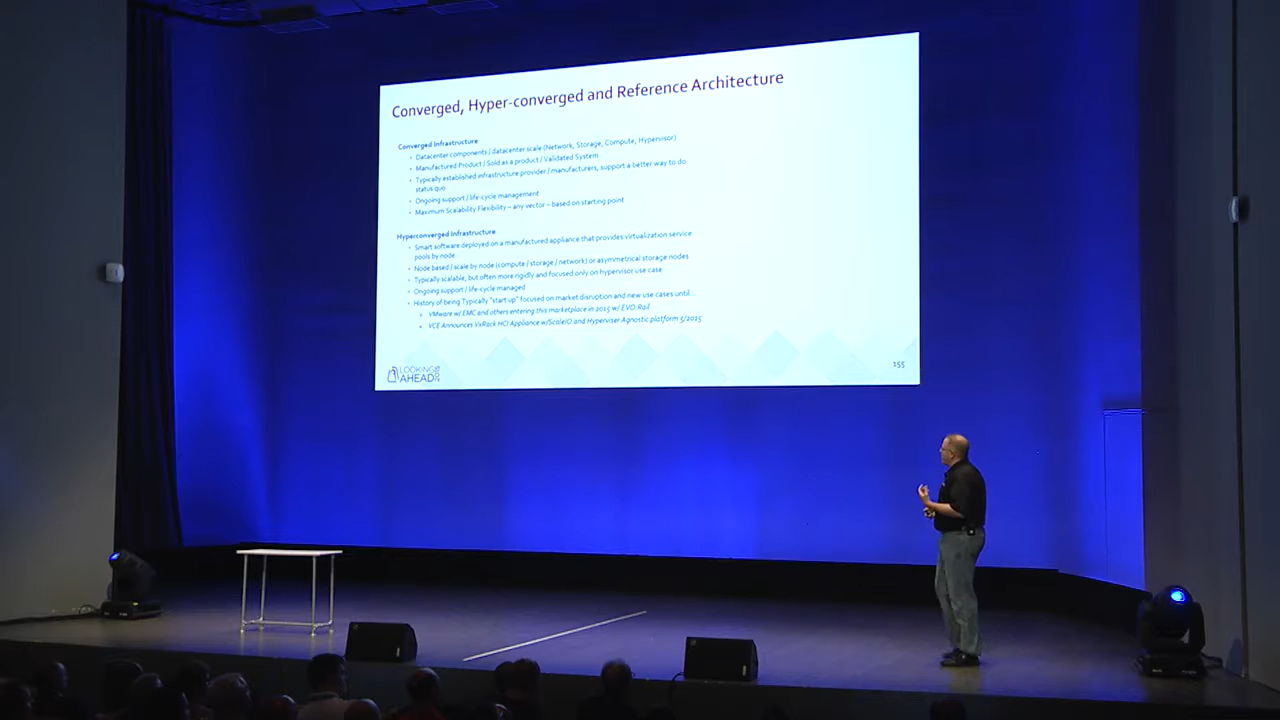 Converged, Hyper-converged and Reference Architecture
Converged Infrastructure
• Datacenter components / datacenter scale (Network, Storage, Compute, Hypervisor)
• Manufactured Product / Sold as a product / Validated System
• Typically established infrastructure provider / manufacturers, support a better way to do
status quo
• Ongoing support / life-cycle management
• Maximum Scalability Flexibility – any vector – based on starting point
Hyperconverged Infrastructure
• Smart software deployed on a manufactured appliance that provides virtualization service
pools by node
• Node based / scale by node (compute / storage / network) or asymmetrical storage nodes
• Typically scalable, but often more rigidly and focused only on hypervisor use case
• Ongoing support / life-cycle managed
• History of being Typically "start up" focused on market disruption and new use cases until...
• VMware w/ EMC and others entering this marketplace in 2015 w/ EVO:Rail
• VCE Announces VxRack HCI Appliance w/ScaleIO and Hyperviser Agnostic platform 5/2015
LOOKING
AHEAD
155